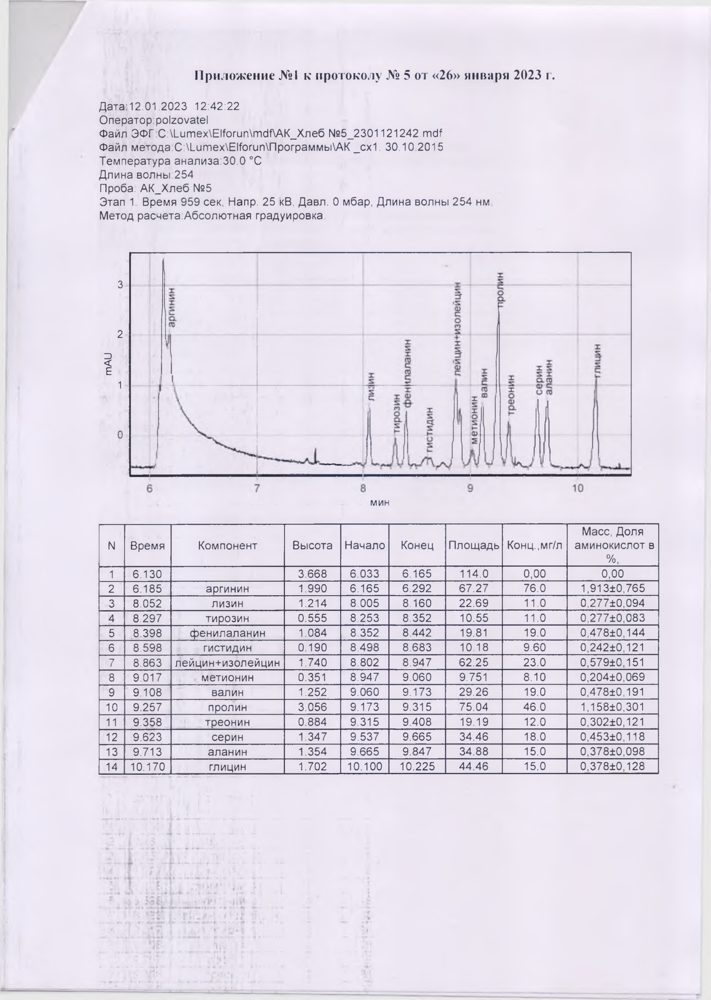 Приложение №1 к протоколу № 5 от «26» января 2023 г.
Дата:12.01.2023 12:42:22
Оператор:polzovatel
Файл ЭФГ:C:\Lumex\Elforun\mdf\АК_Хлеб №5_2301121242.mdf
Файл метода:C:\Lumex\Elforun\Программы\АК _сх1. 30.10.2015
Температура анализа:30.0 °C
Длина волны:254
Проба: АК_Хлеб №5
Этап 1. Время 959 сек, Напр. 25 кВ, Давл. 0 мбар, Длина волны 254 нм.
Метод расчета:Абсолютная градуировка.
3
2
1
0
mAU
аргинин
лизин
тирозин
фенилаланин
гистидин
лейцин+изолейцин
метионин
валин
пролин
треонин
серин
аланин
глицин
6 7 8 9 10
мин
N Время Компонент Высота Начало Конец Площадь Конц.,мг/л Масс, Доля аминокислот в %,
1 6.130 3.668 6.033 6.165 114.0 0,00 0,00
2 6.185 аргинин 1.990 6.165 6.292 67.27 76.0 1,913±0,765
3 8.052 лизин 1.214 8.005 8.160 22.69 11.0 0,277±0,094
4 8.297 тирозин 0.555 8.253 8.352 10.55 11.0 0,277±0,083
5 8.398 фенилаланин 1.084 8.352 8.442 19.81 19.0 0,478±0,144
6 8.598 гистидин 0.190 8.498 8.683 10.18 9.60 0,242±0,121
7 8.863 лейцин+изолейцин 1.740 8.802 8.947 62.25 23.0 0,579±0,151
8 9.017 метионин 0.351 8.947 9.060 9.751 8.10 0,204±0,069
9 9.108 валин 1.252 9.060 9.173 29.26 19.0 0,478±0,191
10 9.257 пролин 3.056 9.173 9.315 75.04 46.0 1,158±0,301
11 9.358 треонин 0.884 9.315 9.408 19.19 12.0 0,302±0,121
12 9.623 серин 1.347 9.537 9.665 34.46 18.0 0,453±0,118
13 9.713 аланин 1.354 9.665 9.847 34.88 15.0 0,378±0,098
14 10.170 глицин 1.702 10.100 10.225 44.46 15.0 0,378±0,128